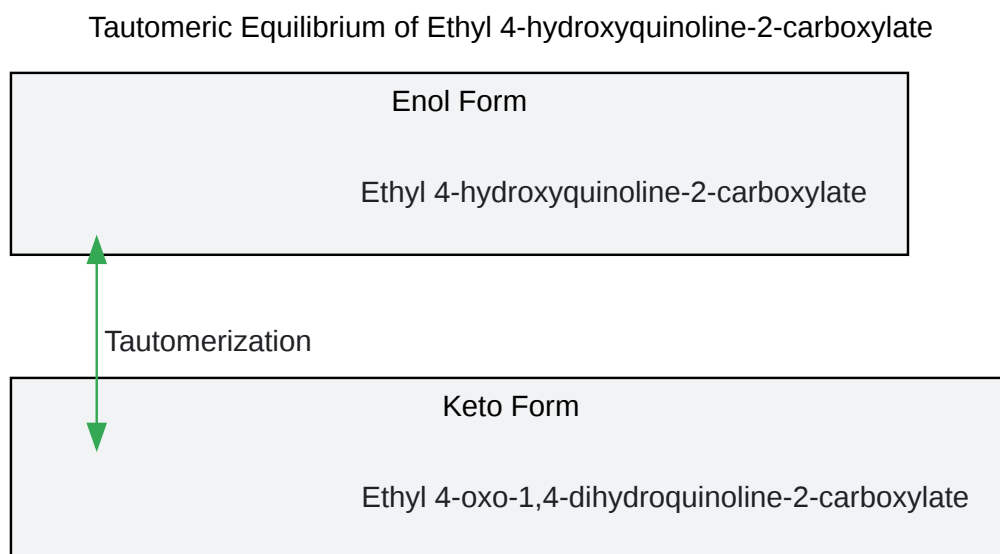 Tautomeric Equilibrium of Ethyl 4-hydroxyquinoline-2-carboxylate
Enol Form
Ethyl 4-hydroxyquinoline-2-carboxylate
Tautomerization
Keto Form
Ethyl 4-oxo-1,4-dihydroquinoline-2-carboxylate